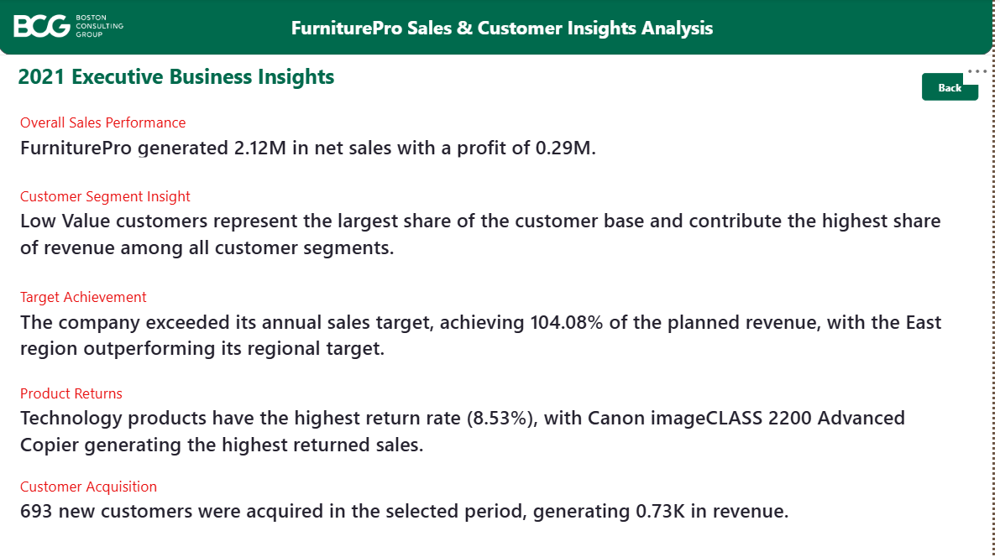 BCG
BOSTON
CONSULTING
GROUP
FurniturePro Sales & Customer Insights Analysis
2021 Executive Business Insights
Back
Overall Sales Performance
FurniturePro generated 2.12M in net sales with a profit of 0.29M.
Customer Segment Insight
Low Value customers represent the largest share of the customer base and contribute the highest share
of revenue among all customer segments.
Target Achievement
The company exceeded its annual sales target, achieving 104.08% of the planned revenue, with the East
region outperforming its regional target.
Product Returns
Technology products have the highest return rate (8.53%), with Canon imageCLASS 2200 Advanced
Copier generating the highest returned sales.
Customer Acquisition
693 new customers were acquired in the selected period, generating 0.73K in revenue.